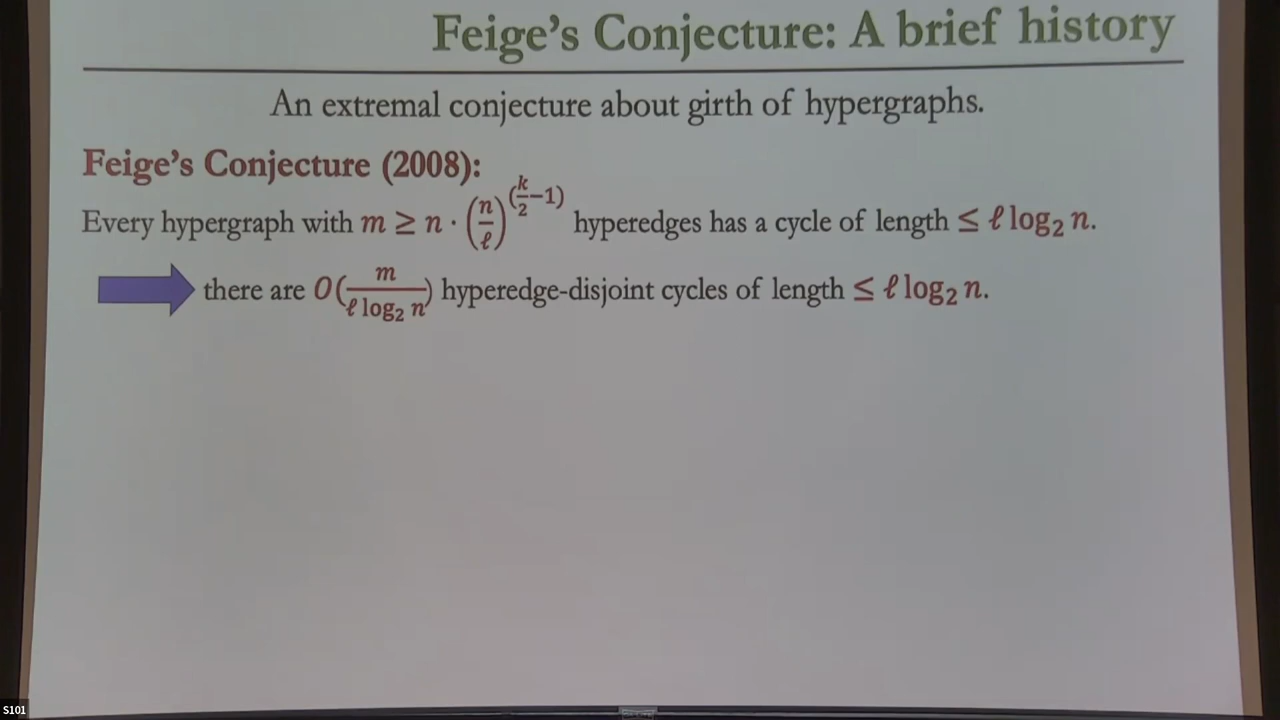 Feige's Conjecture: A brief history
An extremal conjecture about girth of hypergraphs.
Feige's Conjecture (2008):
Every hypergraph with m ≥ n · (n/ℓ)^(k/2 −1) hyperedges has a cycle of length ≤ ℓ log₂ n.
there are O(m/(ℓ log₂ n)) hyperedge-disjoint cycles of length ≤ ℓ log₂ n.
S101